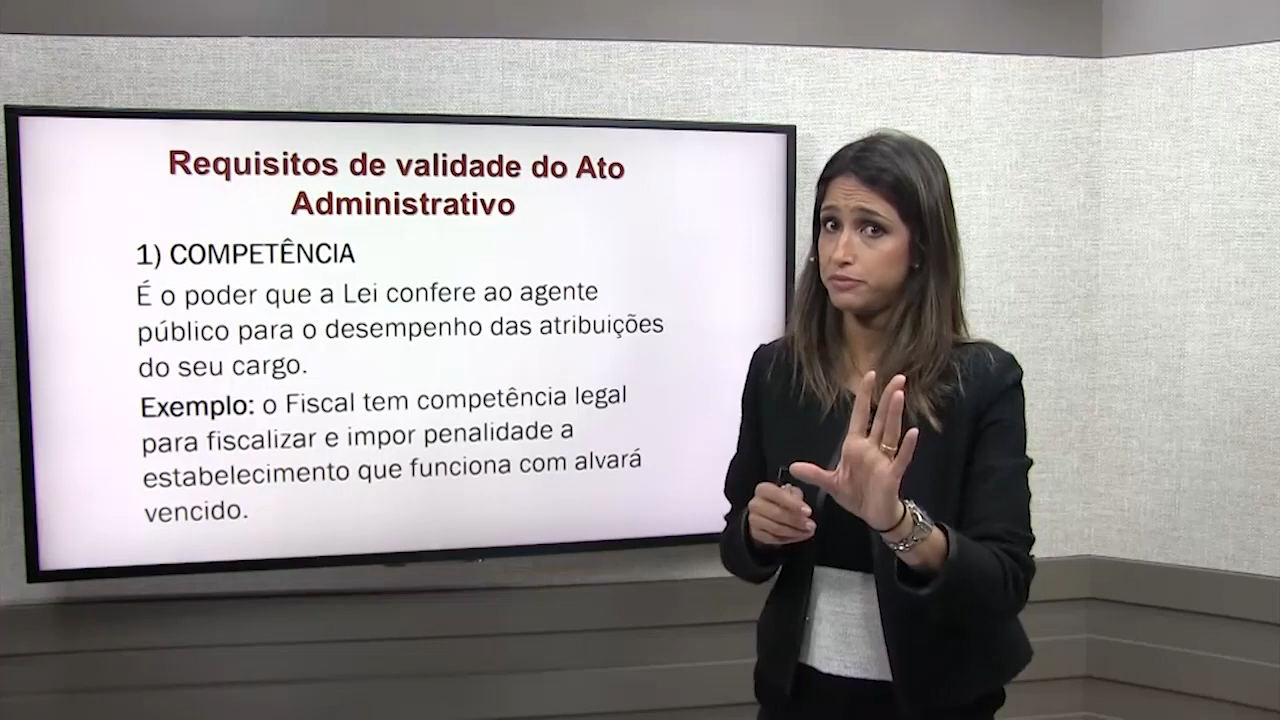 Requisitos de validade do Ato
Administrativo
1) COMPETÊNCIA
É o poder que a Lei confere ao agente
público para o desempenho das atribuições
do seu cargo.
Exemplo: o Fiscal tem competência legal
para fiscalizar e impor penalidade a
estabelecimento que funciona com alvará
vencido.